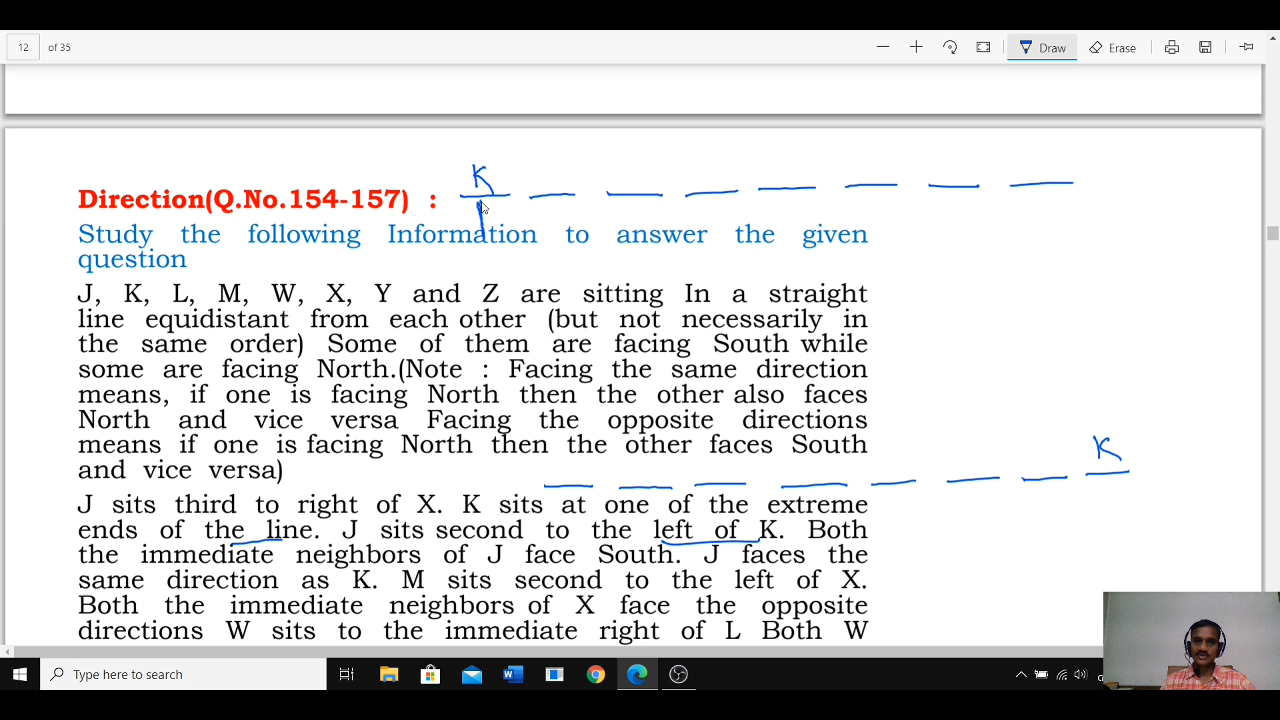 12 of 35
Draw
Erase
K
Direction(Q.No.154-157) :
Study the following Information to answer the given
question
J, K, L, M, W, X, Y and Z are sitting In a straight
line equidistant from each other (but not necessarily in
the same order) Some of them are facing South while
some are facing North.(Note : Facing the same direction
means, if one is facing North then the other also faces
North and vice versa Facing the opposite directions
means if one is facing North then the other faces South
and vice versa)
K
J sits third to right of X. K sits at one of the extreme
ends of the line. J sits second to the left of K. Both
the immediate neighbors of J face South. J faces the
same direction as K. M sits second to the left of X.
Both the immediate neighbors of X face the opposite
directions W sits to the immediate right of L Both W
Type here to search